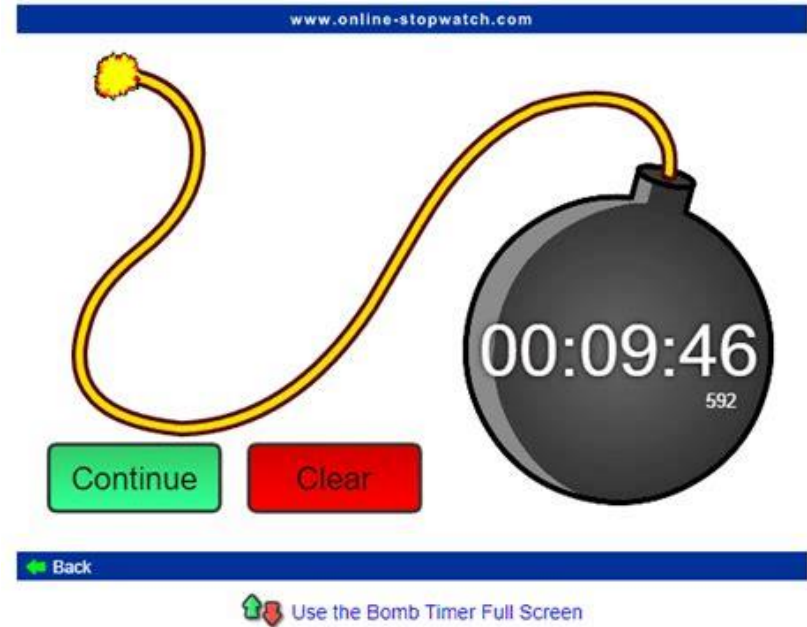 www.online-stopwatch.com
00:09:46
592
Continue
Clear
Back
Use the Bomb Timer Full Screen